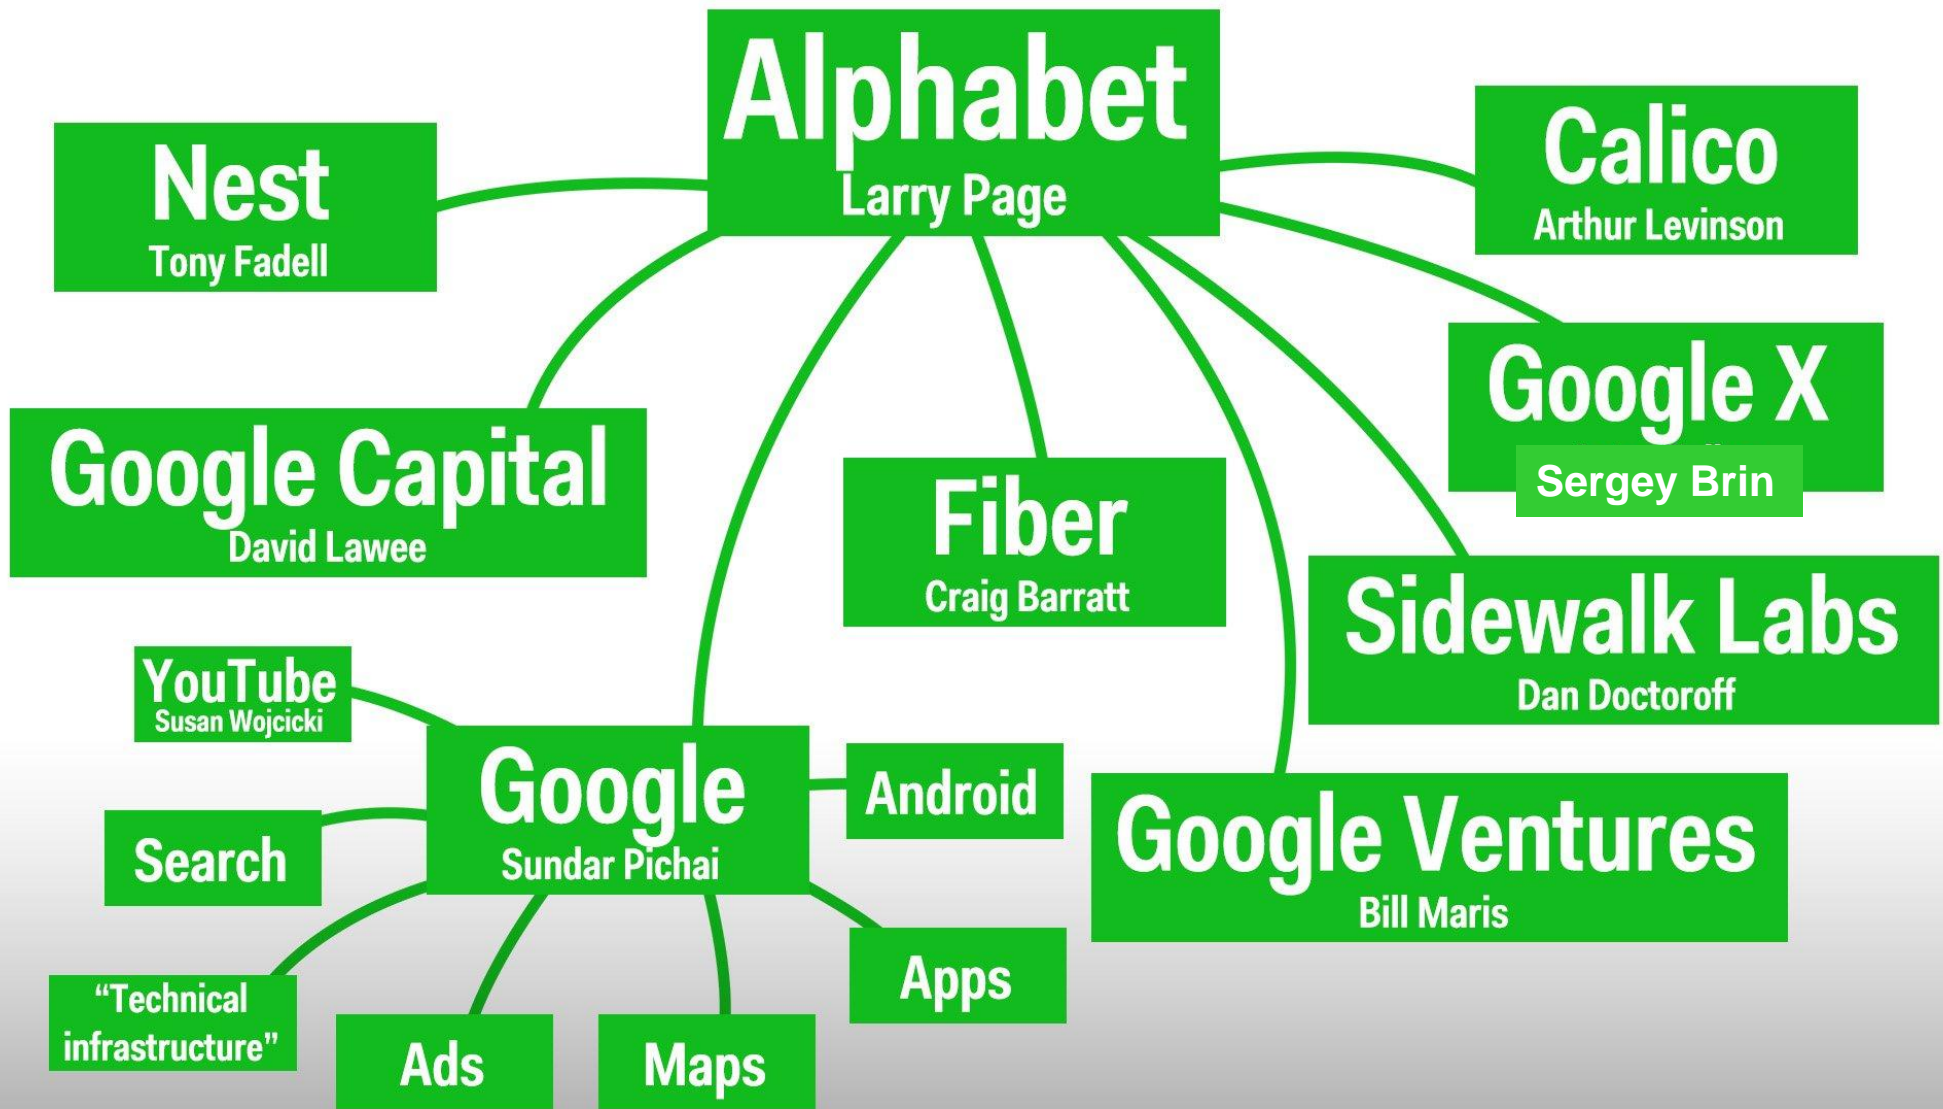 Alphabet
Larry Page
Nest
Tony Fadell
Calico
Arthur Levinson
Google X
Sergey Brin
Google Capital
David Lawee
Fiber
Craig Barratt
Sidewalk Labs
Dan Doctoroff
YouTube
Susan Wojcicki
Google
Sundar Pichai
Android
Google Ventures
Bill Maris
Search
Apps
“Technical
infrastructure”
Ads
Maps